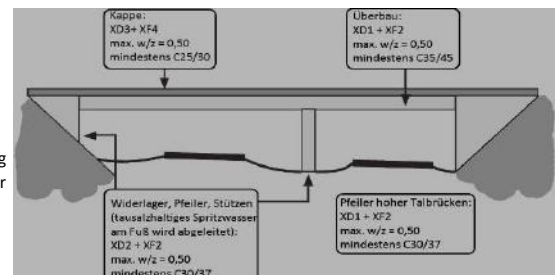 Kappe:
XD3+ XF4
max. w/z = 0,50
mindestens C25/30
Überbau:
XD1 + XF2
max. w/z = 0,50
mindestens C35/45
g
r
Widerlager, Pfeiler, Stützen
(tausalzhaltiges Spritzwasser
am Fuß wird abgeleitet):
XD2 + XF2
max. w/z = 0,50
mindestens C30/37
Pfeiler hoher Talbrücken:
XD1 + XF2
max. w/z = 0,50
mindestens C30/37